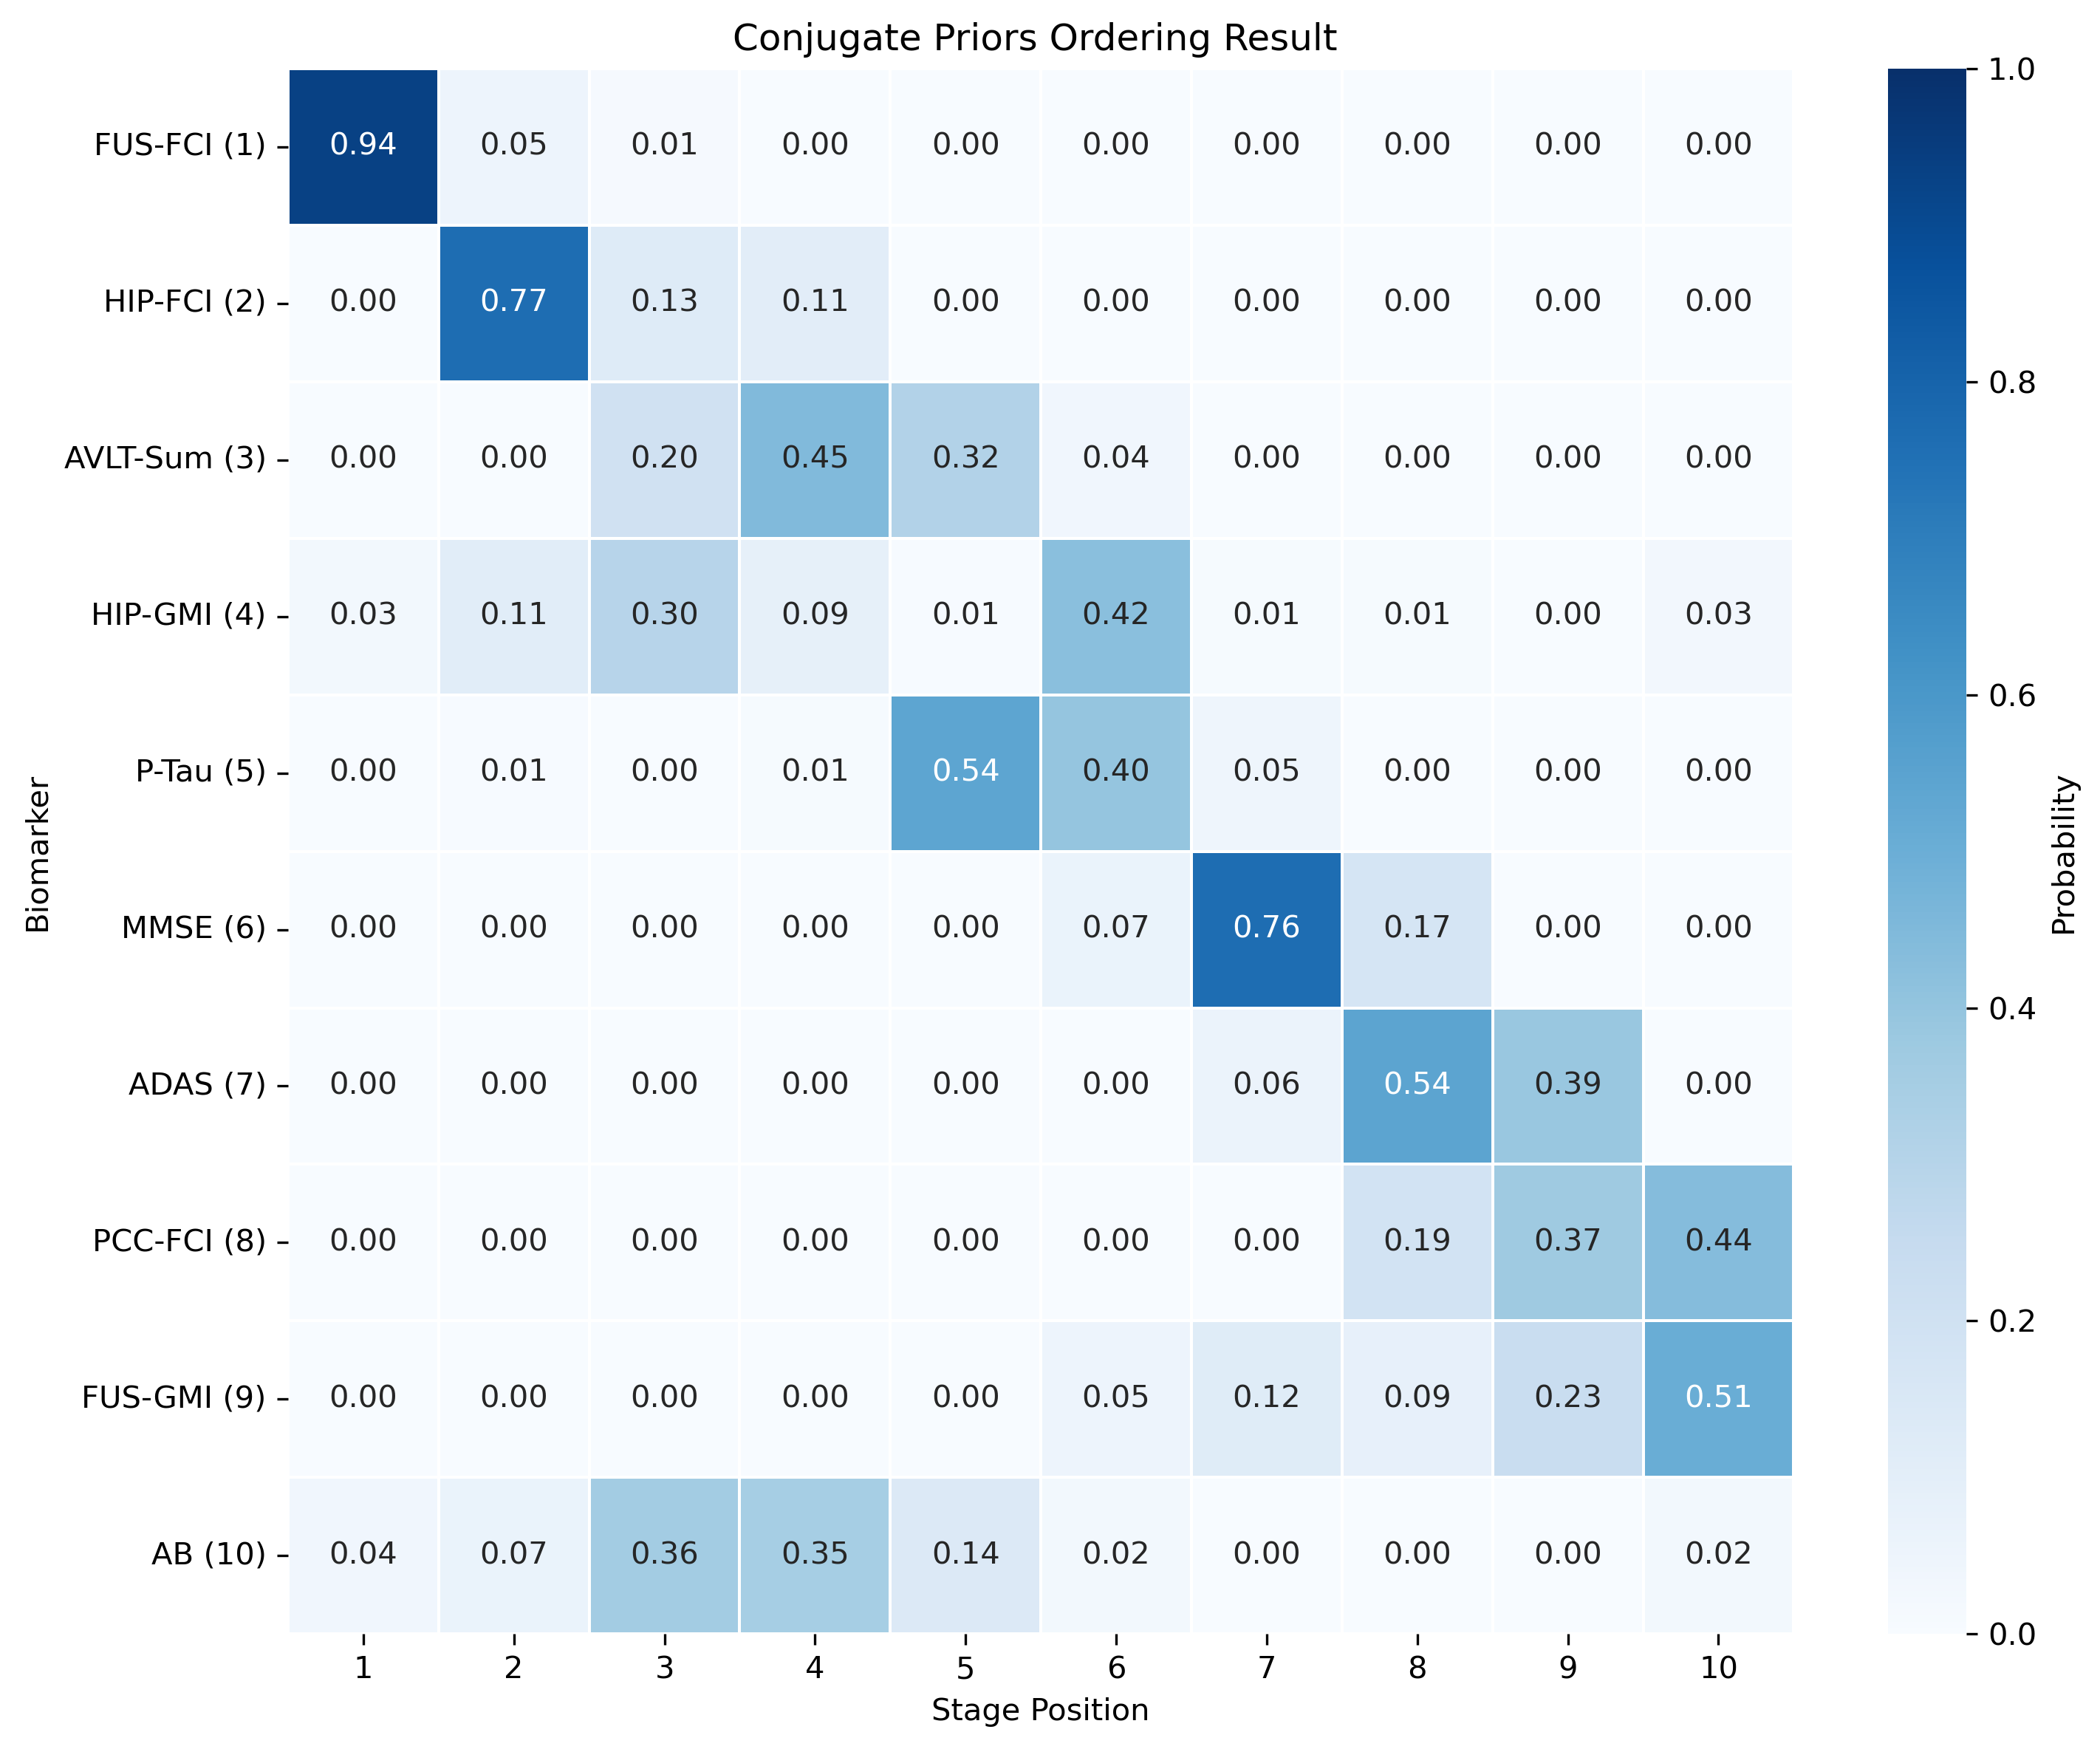 Conjugate Priors Ordering Result
FUS-FCI (1) 0.94 0.05 0.01 0.00 0.00 0.00 0.00 0.00 0.00 0.00
HIP-FCI (2) 0.00 0.77 0.13 0.11 0.00 0.00 0.00 0.00 0.00 0.00
AVLT-Sum (3) 0.00 0.00 0.20 0.45 0.32 0.04 0.00 0.00 0.00 0.00
HIP-GMI (4) 0.03 0.11 0.30 0.09 0.01 0.42 0.01 0.01 0.00 0.03
P-Tau (5) 0.00 0.01 0.00 0.01 0.54 0.40 0.05 0.00 0.00 0.00
MMSE (6) 0.00 0.00 0.00 0.00 0.00 0.07 0.76 0.17 0.00 0.00
ADAS (7) 0.00 0.00 0.00 0.00 0.00 0.00 0.06 0.54 0.39 0.00
PCC-FCI (8) 0.00 0.00 0.00 0.00 0.00 0.00 0.00 0.19 0.37 0.44
FUS-GMI (9) 0.00 0.00 0.00 0.00 0.00 0.05 0.12 0.09 0.23 0.51
AB (10) 0.04 0.07 0.36 0.35 0.14 0.02 0.00 0.00 0.00 0.02
1 2 3 4 5 6 7 8 9 10
Stage Position
Biomarker
1.0
0.8
0.6
0.4
0.2
0.0
Probability